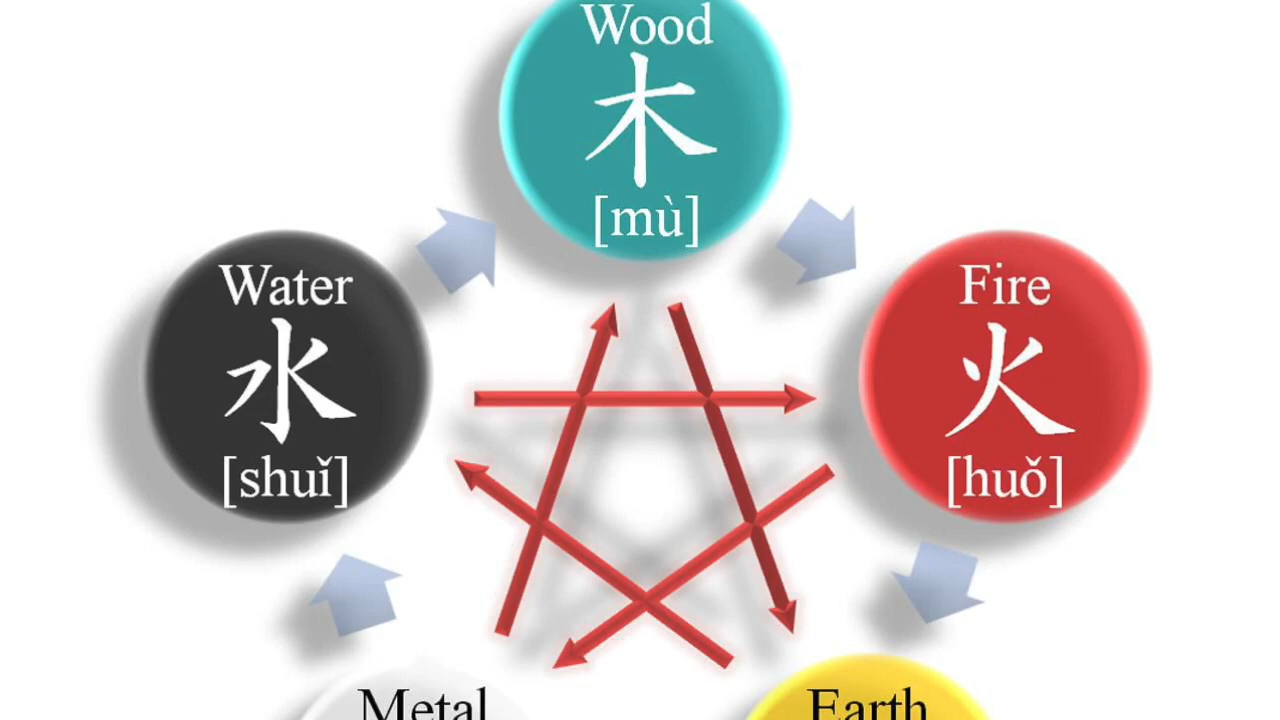 Wood
木
[mù]
Water
水
[shuǐ]
Fire
火
[huǒ]
Metal
Earth